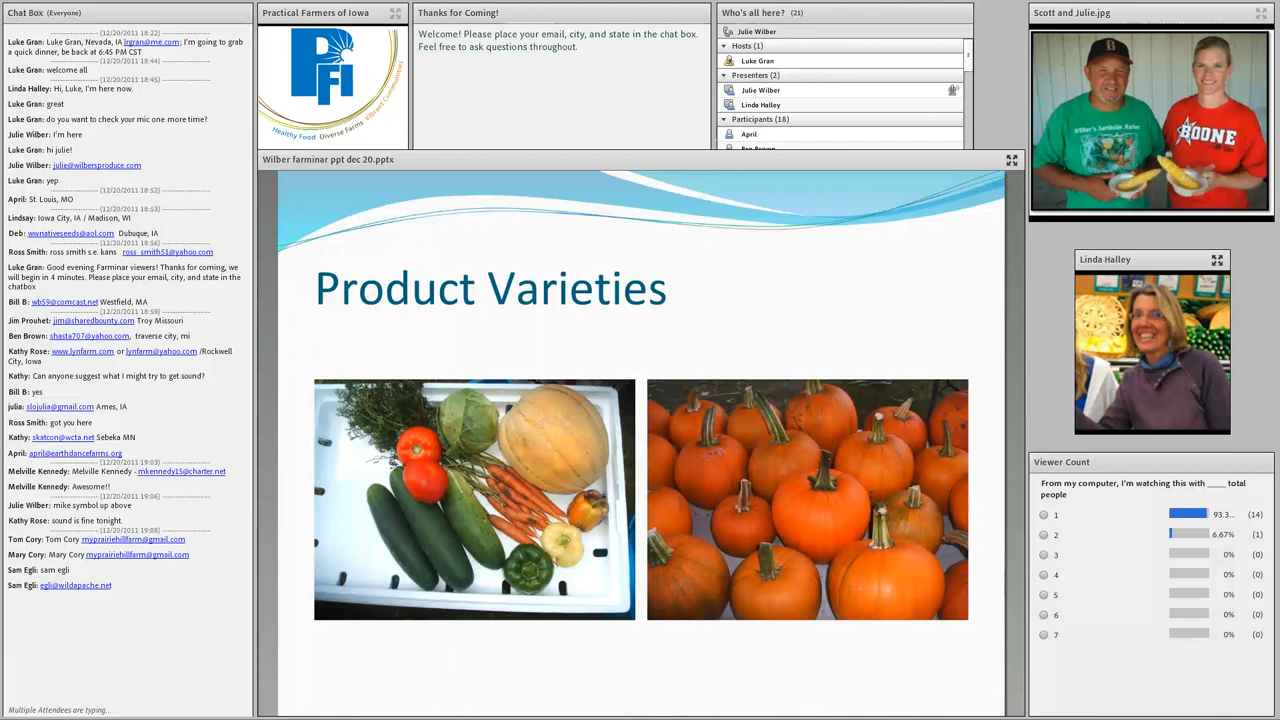 Chat Box (Everyone)
------------------- (12/20/2011 18:22) -------------------
Luke Gran: Luke Gran, Nevada, IA lrgran@me.com; I'm going to grab
a quick dinner, be back at 6:45 PM CST
------------------- (12/20/2011 18:44) -------------------
Luke Gran: welcome all
------------------- (12/20/2011 18:45) -------------------
Linda Halley: Hi, Luke, I'm here now.
Luke Gran: great
Luke Gran: do you want to check your mic one more time?
Julie Wilber: I'm here
Luke Gran: hi julie!
Julie Wilber: julie@wilbersproduce.com
Luke Gran: yep
------------------- (12/20/2011 18:52) -------------------
April: St. Louis, MO
------------------- (12/20/2011 18:53) -------------------
Lindsay: Iowa City, IA / Madison, WI
Deb: wwnativeseeds@aol.com Dubuque, IA
------------------- (12/20/2011 18:56) -------------------
Ross Smith: ross smith s.e. kans ross_smith51@yahoo.com
Luke Gran: Good evening Farminar viewers! Thanks for coming, we
will begin in 4 minutes. Please place your email, city, and state in the
chatbox
Bill B: wb59@comcast.net Westfield, MA
------------------- (12/20/2011 18:59) -------------------
Jim Prouhet: jim@sharedbounty.com Troy Missouri
Ben Brown: shasta707@yahoo.com, traverse city, mi
Kathy Rose: www.lynfarm.com or lynfarm@yahoo.com /Rockwell
City, Iowa
Kathy: Can anyone suggest what I might try to get sound?
Bill B: yes
julia: slojulia@gmail.com Ames, IA
Ross Smith: got you here
Kathy: skatcon@wcta.net Sebeka MN
April: april@earthdancefarms.org
------------------- (12/20/2011 19:03) -------------------
Melville Kennedy: Melville Kennedy - mkennedy15@charter.net
Melville Kennedy: Awesome!!
------------------- (12/20/2011 19:06) -------------------
Julie Wilber: mike symbol up above
Kathy Rose: sound is fine tonight.
------------------- (12/20/2011 19:08) -------------------
Tom Cory: Tom Cory myprairiehillfarm@gmail.com
Mary Cory: Mary Cory myprairiehillfarm@gmail.com
Sam Egli: sam egli
Sam Egli: egli@wildapache.net
Multiple Attendees are typing...
Practical Farmers of Iowa
PFI
Healthy Food Diverse Farms Vibrant Communities
Thanks for Coming!
Welcome! Please place your email, city, and state in the chat box.
Feel free to ask questions throughout.
Who's all here? (21)
Julie Wilber
Hosts (1)
Luke Gran
Presenters (2)
Julie Wilber
Linda Halley
Participants (18)
April
Wilber farminar ppt dec 20.pptx
Product Varieties
Scott and Julie.jpg
B
Wilber's Northside Market
BOONE
Linda Halley
Viewer Count
From my computer, I'm watching this with ____ total
people
1 93.3... (14)
2 6.67% (1)
3 0% (0)
4 0% (0)
5 0% (0)
6 0% (0)
7 0% (0)